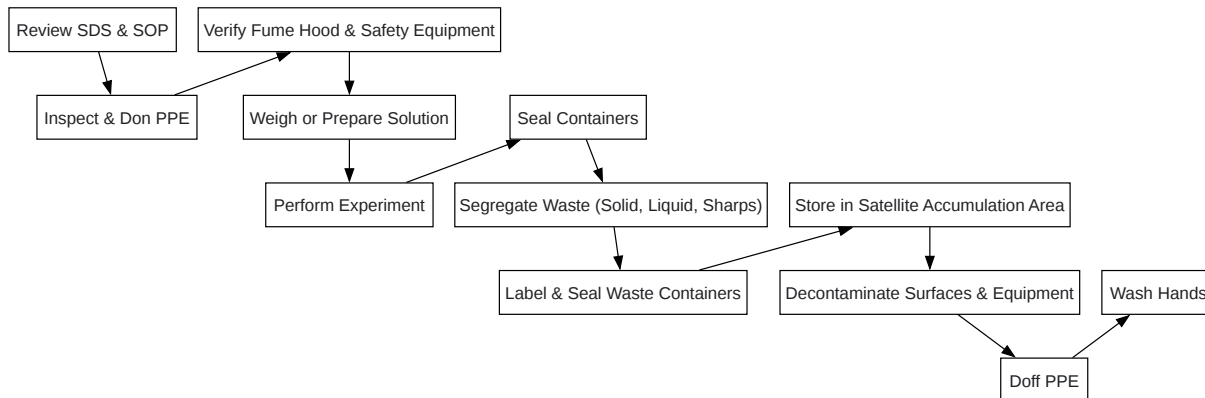 Review SDS & SOP
Verify Fume Hood & Safety Equipment
Inspect & Don PPE
Weigh or Prepare Solution
Seal Containers
Perform Experiment
Segregate Waste (Solid, Liquid, Sharps)
Store in Satellite Accumulation Area
Label & Seal Waste Containers
Decontaminate Surfaces & Equipment
Wash Hands
Doff PPE